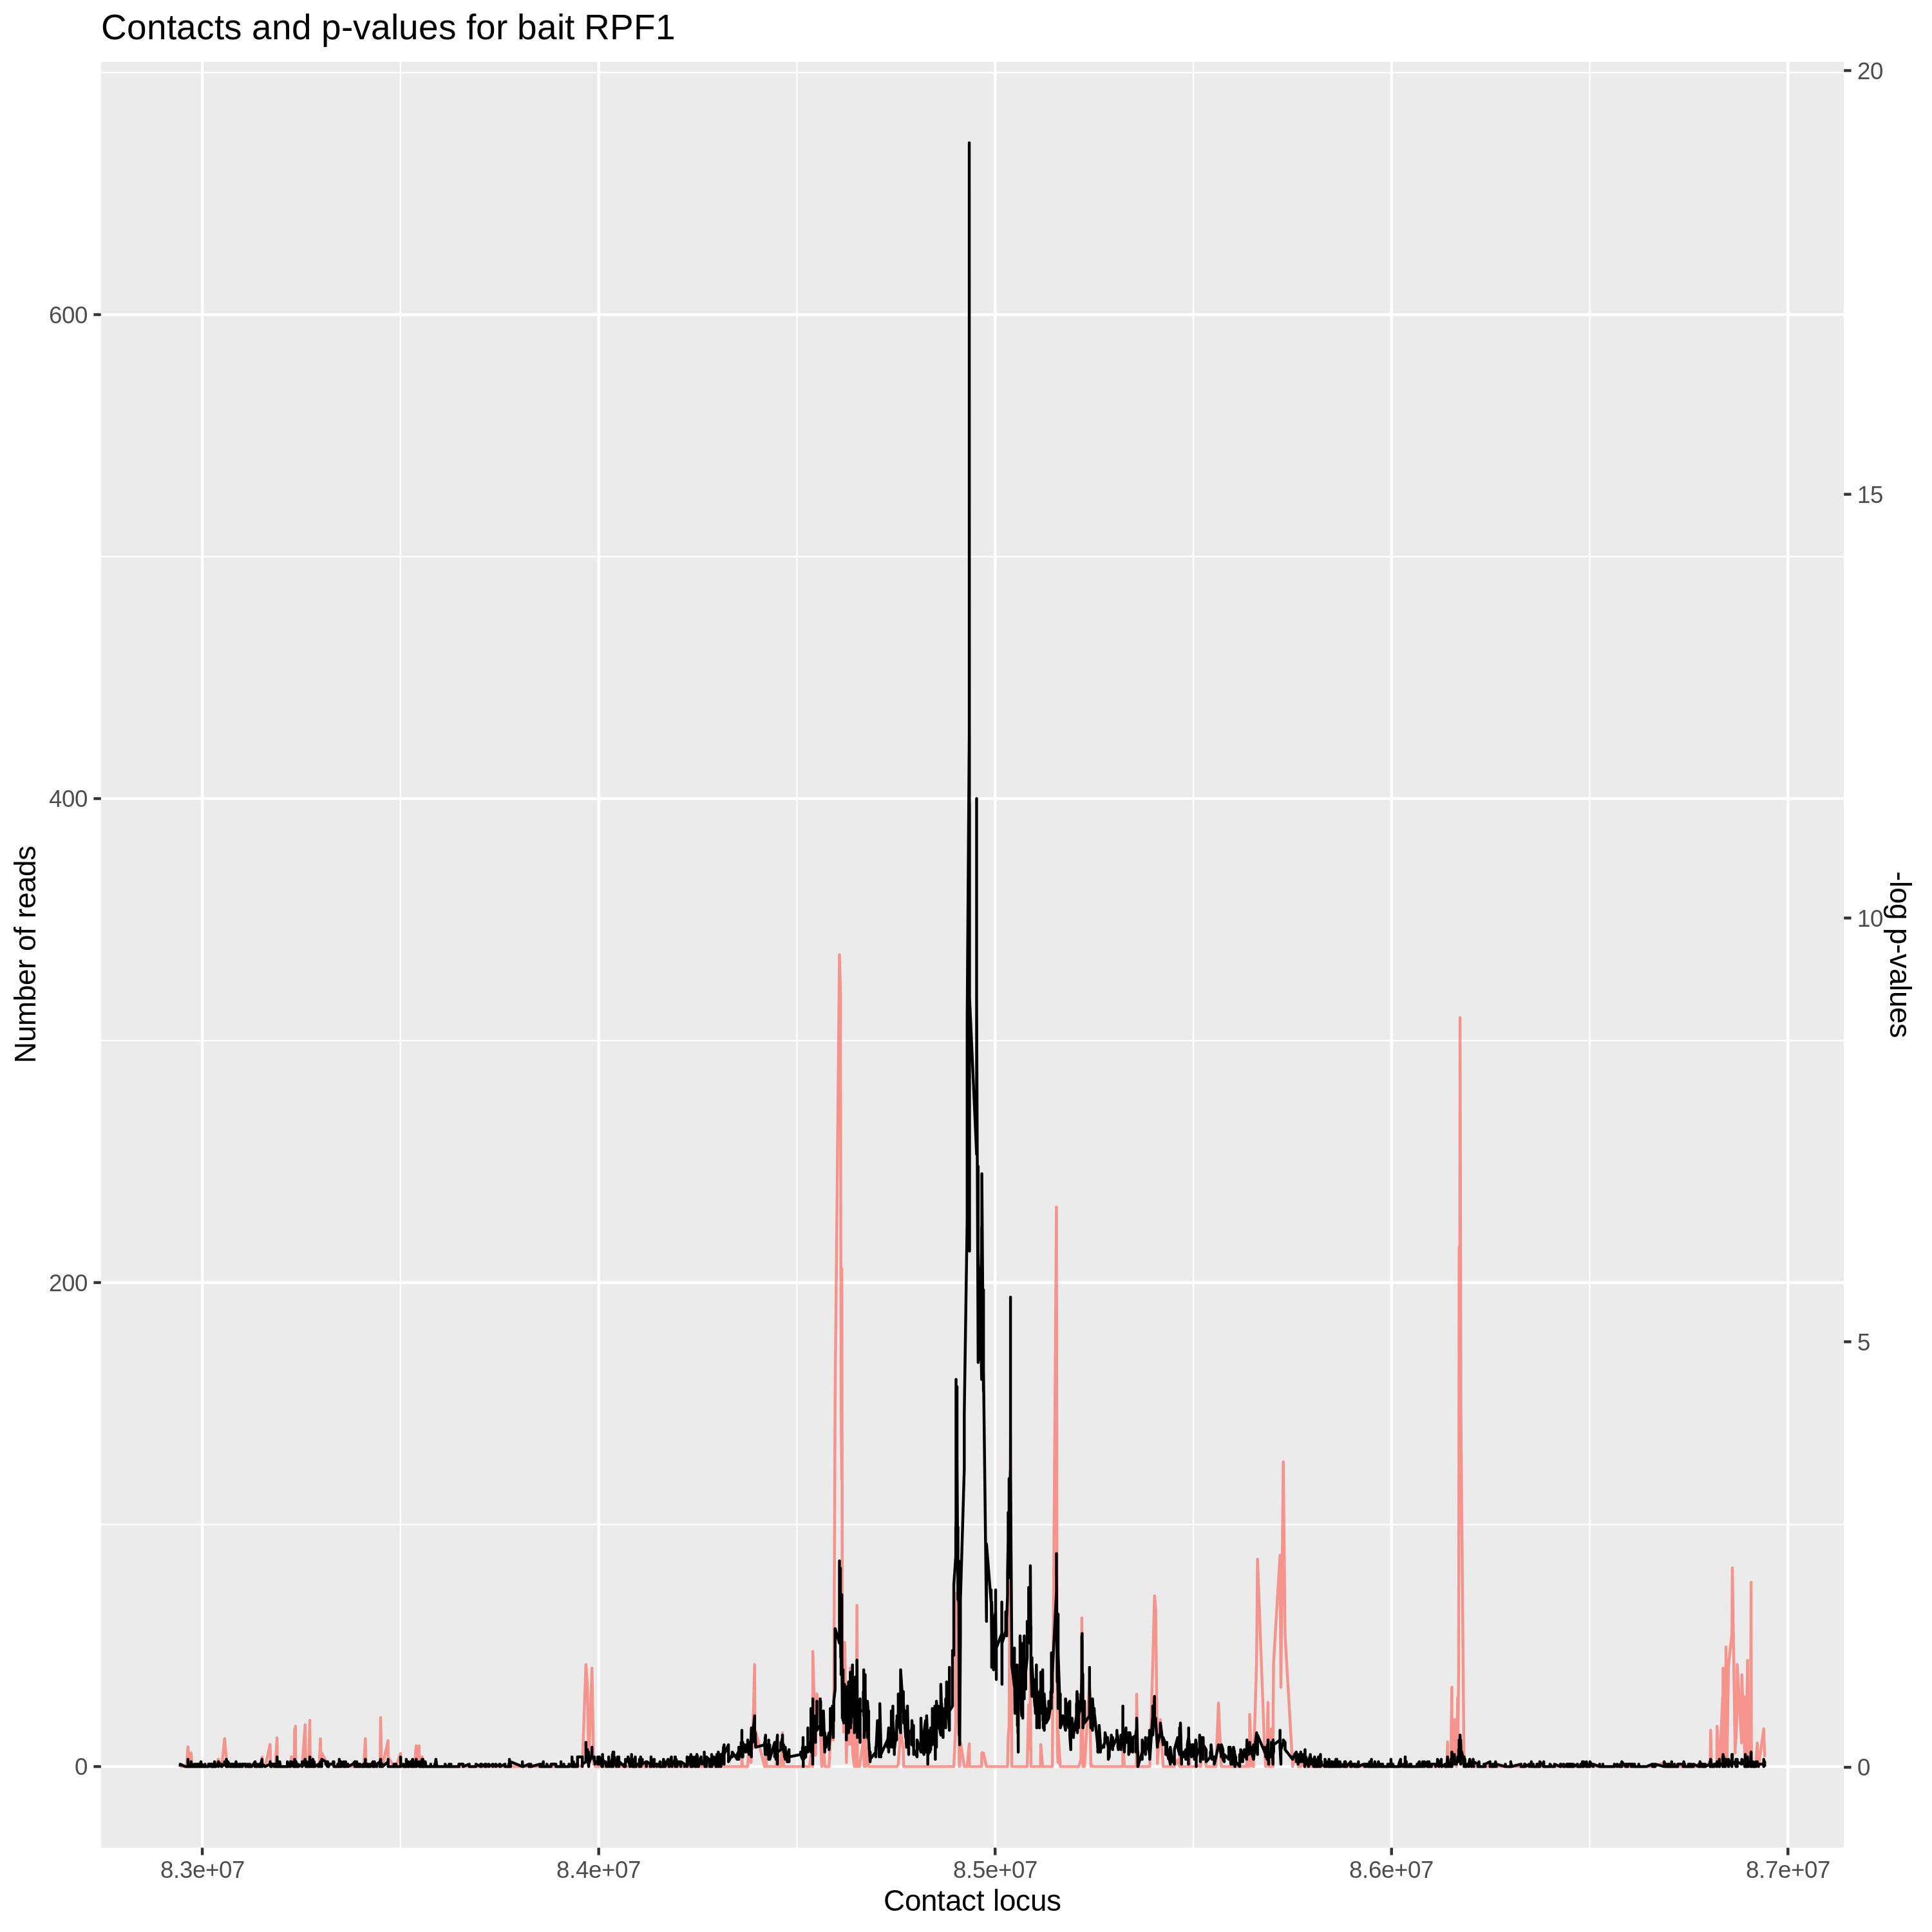 Contacts and p-values for bait RPF1
Number of reads
600
400
200
0
20
15
10
5
0
-log p-values
8.3e+07 8.4e+07 8.5e+07 8.6e+07 8.7e+07
Contact locus